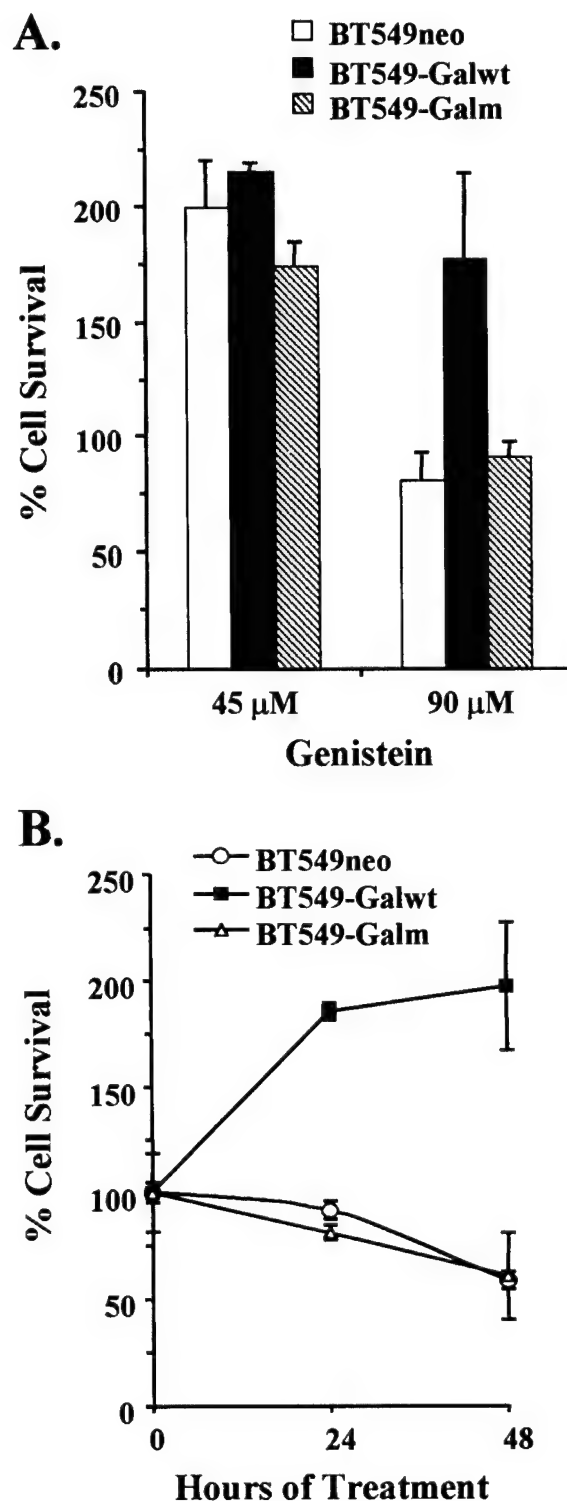 A.
BT549neo
BT549-Galwt
BT549-Galm
250
200
150
100
50
0
% Cell Survival
45 µM
90 µM
Genistein
B.
BT549neo
BT549-Galwt
BT549-Galm
250
200
150
100
50
0
% Cell Survival
0
24
48
Hours of Treatment